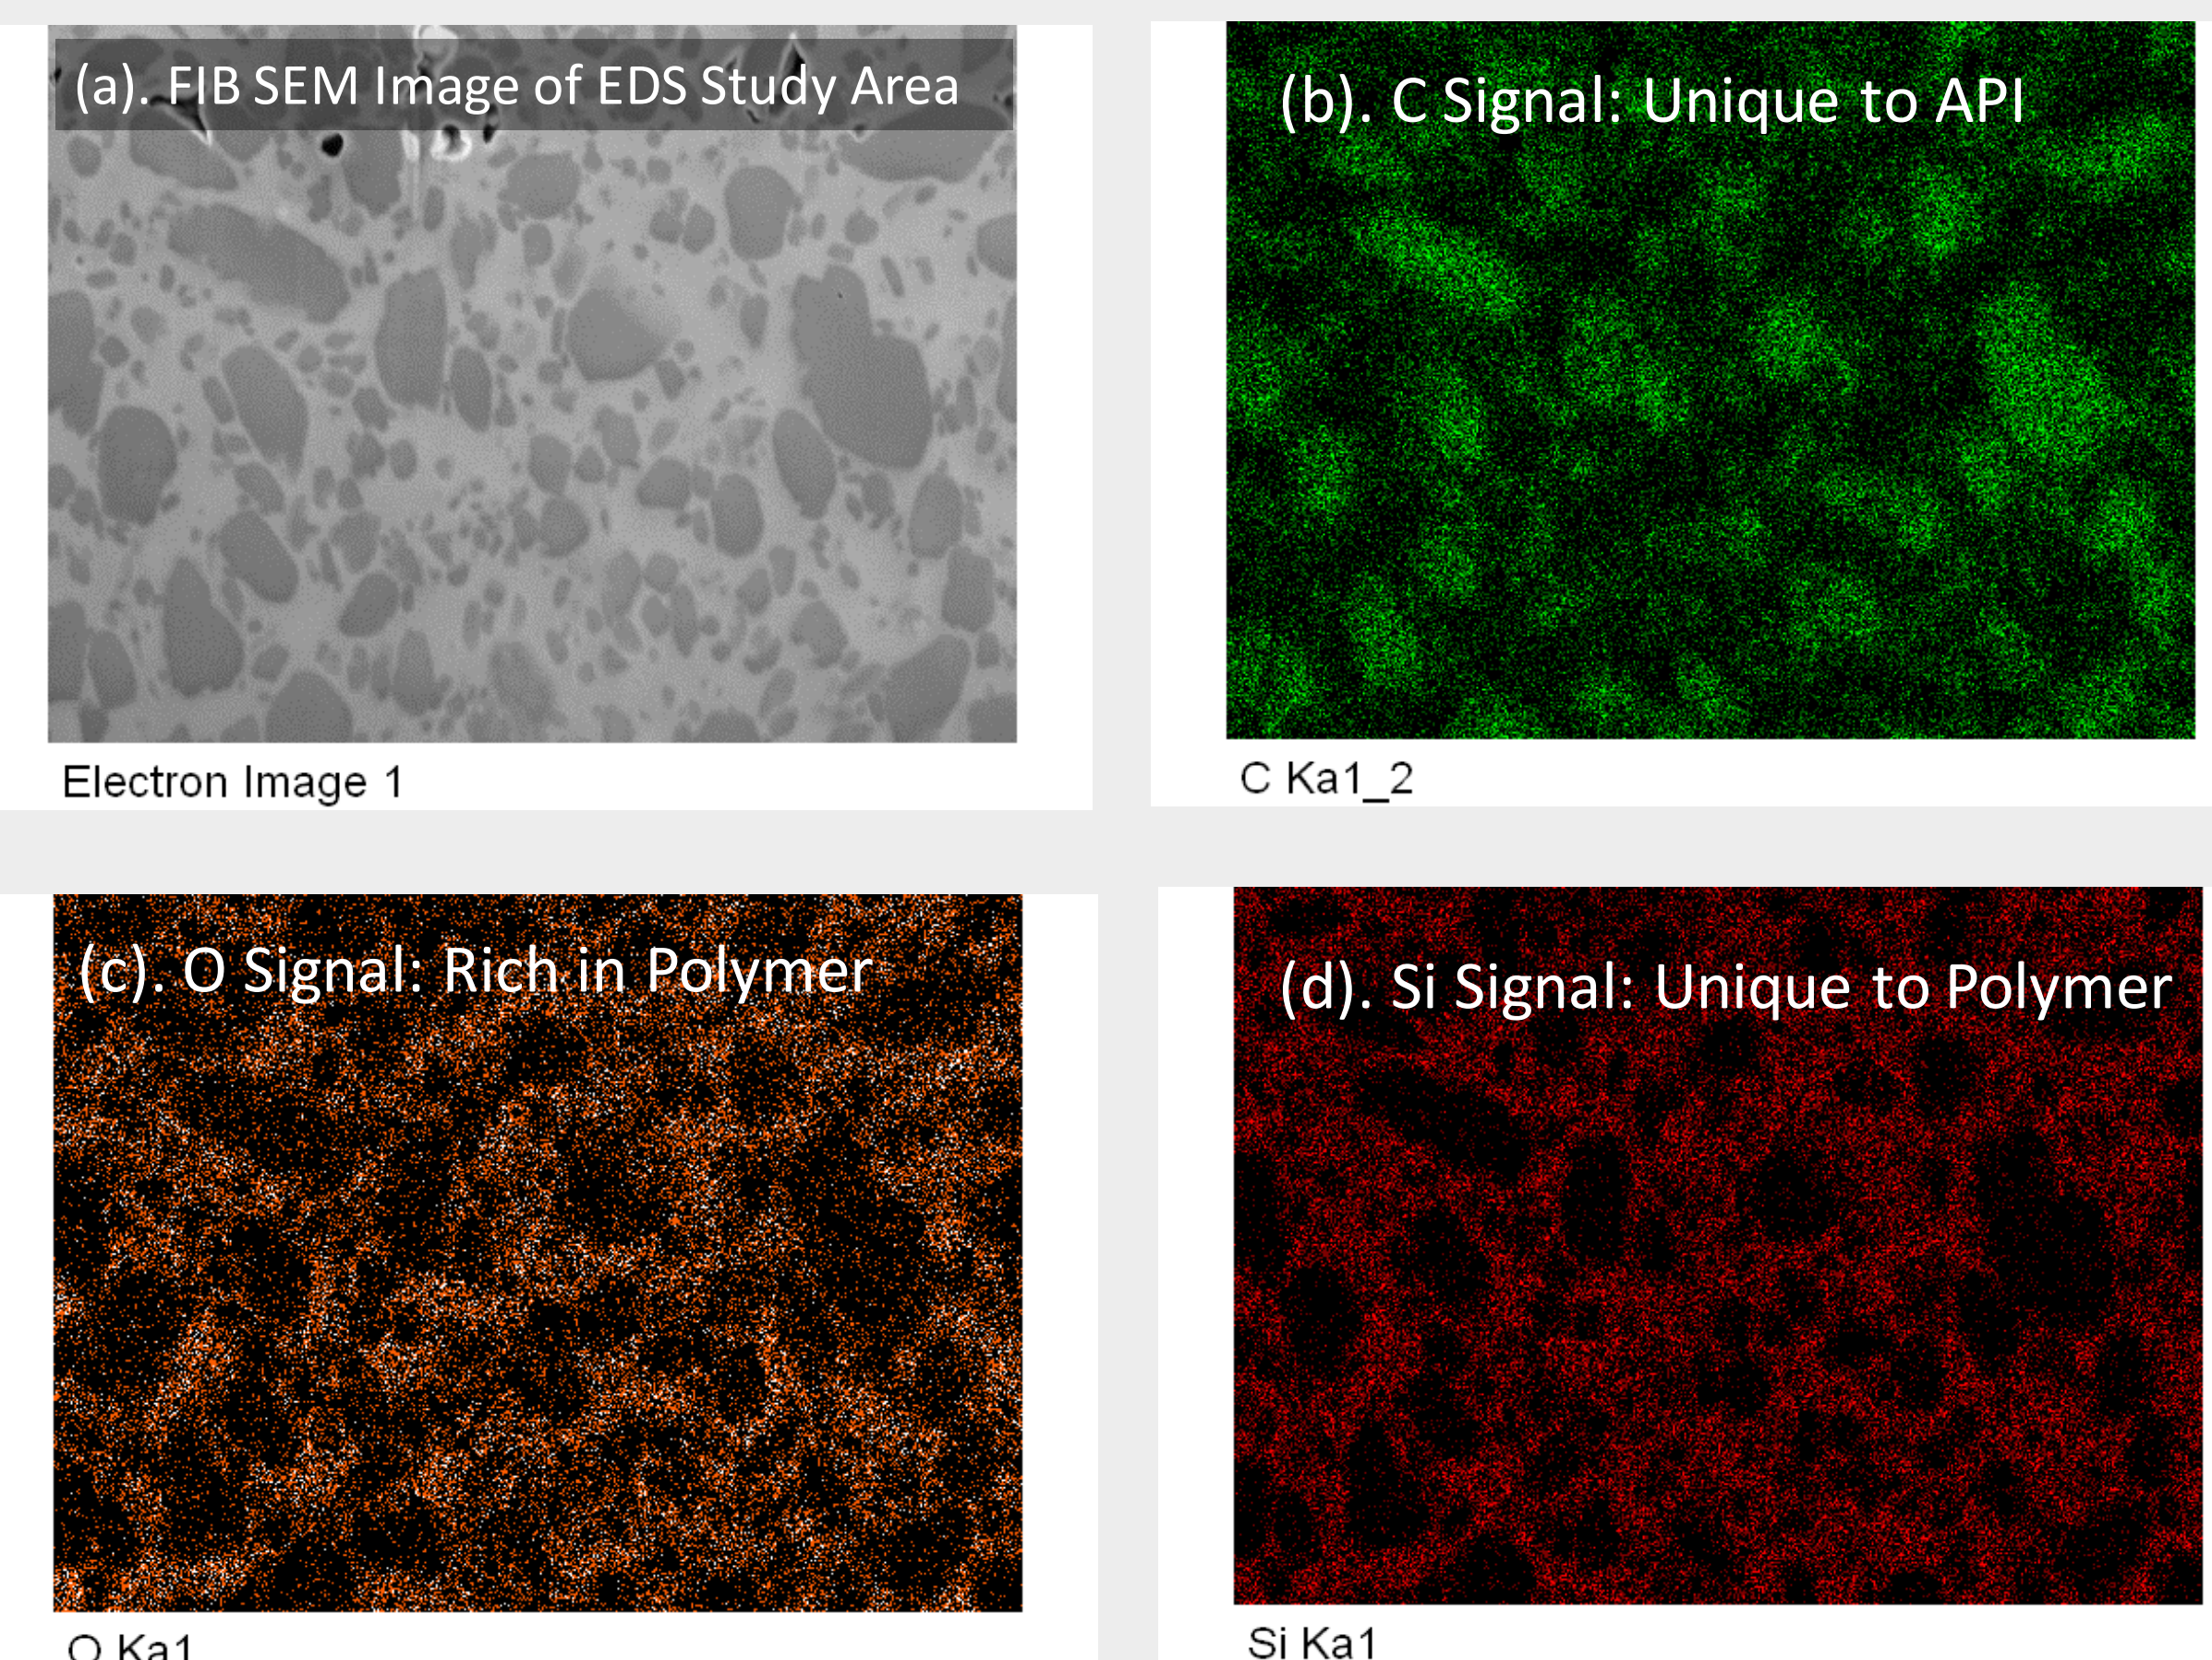 (a). FIB SEM Image of EDS Study Area
Electron Image 1
(b). C Signal: Unique to API
C Ka1_2
(c). O Signal: Rich in Polymer
O Ka1
(d). Si Signal: Unique to Polymer
Si Ka1